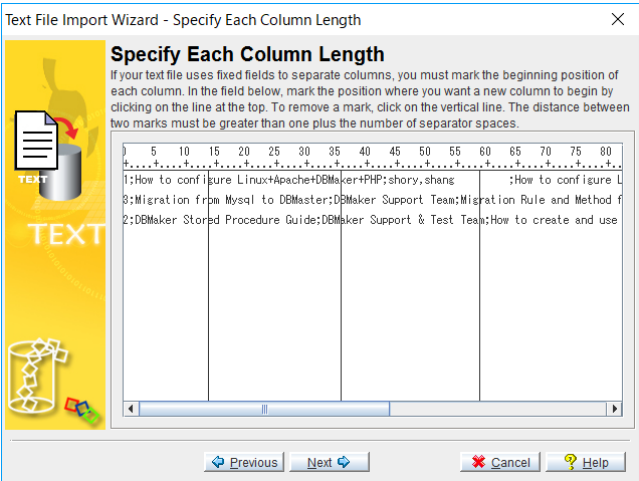 Text File Import Wizard - Specify Each Column Length
Specify Each Column Length
If your text file uses fixed fields to separate columns, you must mark the beginning position of
each column. In the field below, mark the position where you want a new column to begin by
clicking on the line at the top. To remove a mark, click on the vertical line. The distance between
two marks must be greater than one plus the number of separator spaces.
TEXT
TEXT
0 5 10 15 20 25 30 35 40 45 50 55 60 65 70 75 80
+....+....+....+....+....+....+....+....+....+....+....+....+....+....+....+....+..
1;How to configure Linux+Apache+DBMaker+PHP;shory,shang ;How to configure L
3;Migration from Mysql to DBMaster;DBMaker Support Team;Migration Rule and Method f
2;DBMaker Stored Procedure Guide;DBMaker Support & Test Team;How to create and use
Previous Next Cancel Help